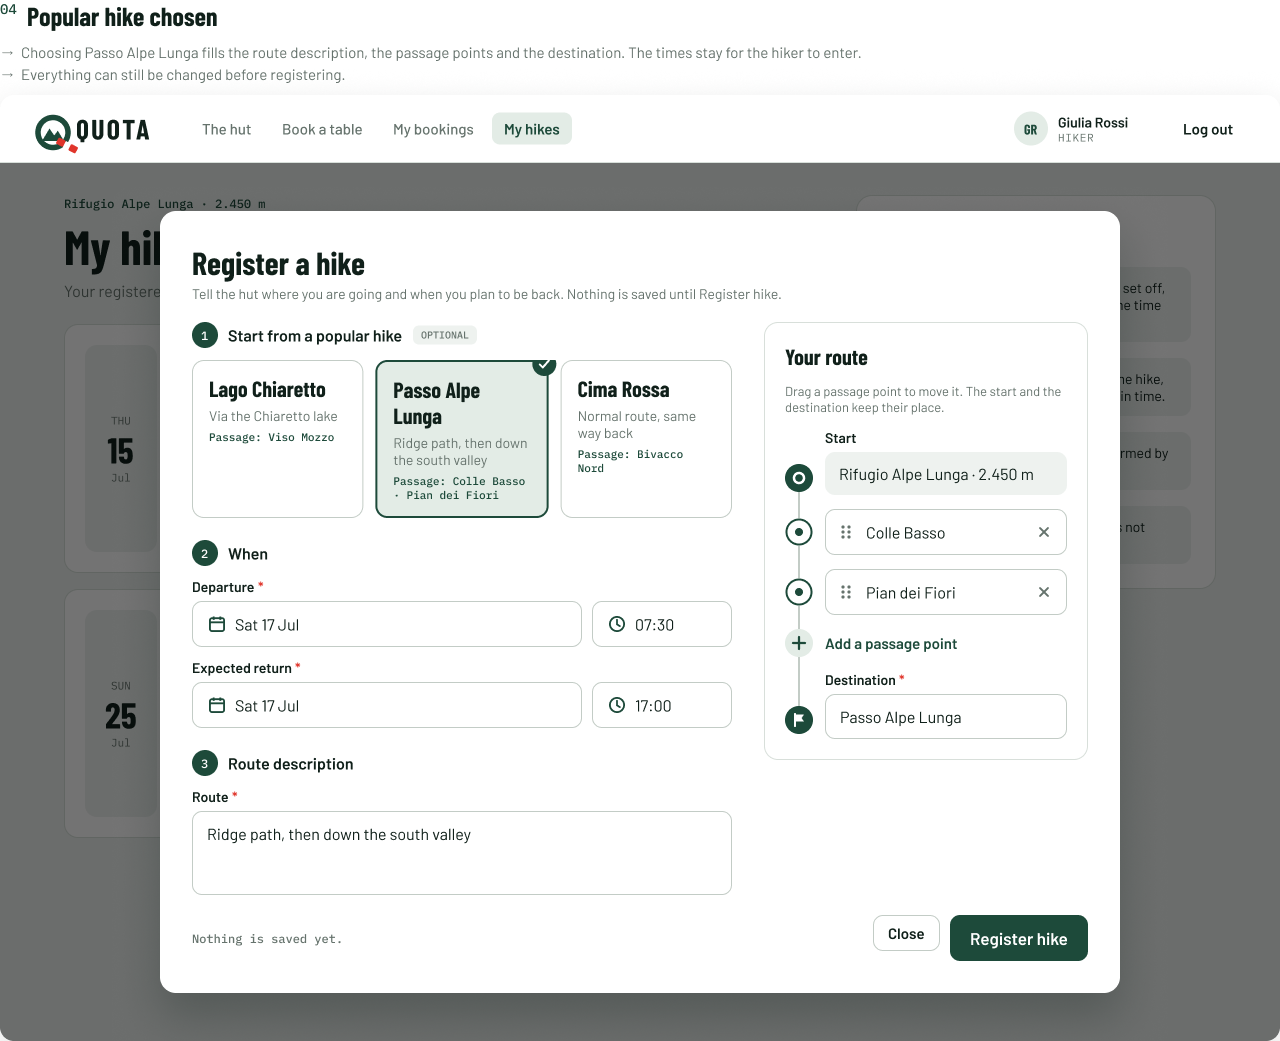 04 Popular hike chosen
→ Choosing Passo Alpe Lunga fills the route description, the passage points and the destination. The times stay for the hiker to enter.
→ Everything can still be changed before registering.
QUOTA
The hut
Book a table
My bookings
My hikes
GR
Giulia Rossi
HIKER
Log out
Rifugio Alpe Lunga · 2.450 m
My hi
Your registere
THU
15
Jul
SUN
25
Jul
set off,
time
hike,
in time.
rmed by
not
Register a hike
Tell the hut where you are going and when you plan to be back. Nothing is saved until Register hike.
1 Start from a popular hike OPTIONAL
Lago Chiaretto
Via the Chiaretto lake
Passage: Viso Mozzo
Passo Alpe
Lunga
Ridge path, then down
the south valley
Passage: Colle Basso
· Pian dei Fiori
Cima Rossa
Normal route, same
way back
Passage: Bivacco
Nord
2 When
Departure *
Sat 17 Jul
07:30
Expected return *
Sat 17 Jul
17:00
3 Route description
Route *
Ridge path, then down the south valley
Your route
Drag a passage point to move it. The start and the
destination keep their place.
Start
Rifugio Alpe Lunga · 2.450 m
Colle Basso
Pian dei Fiori
Add a passage point
Destination *
Passo Alpe Lunga
Nothing is saved yet.
Close
Register hike